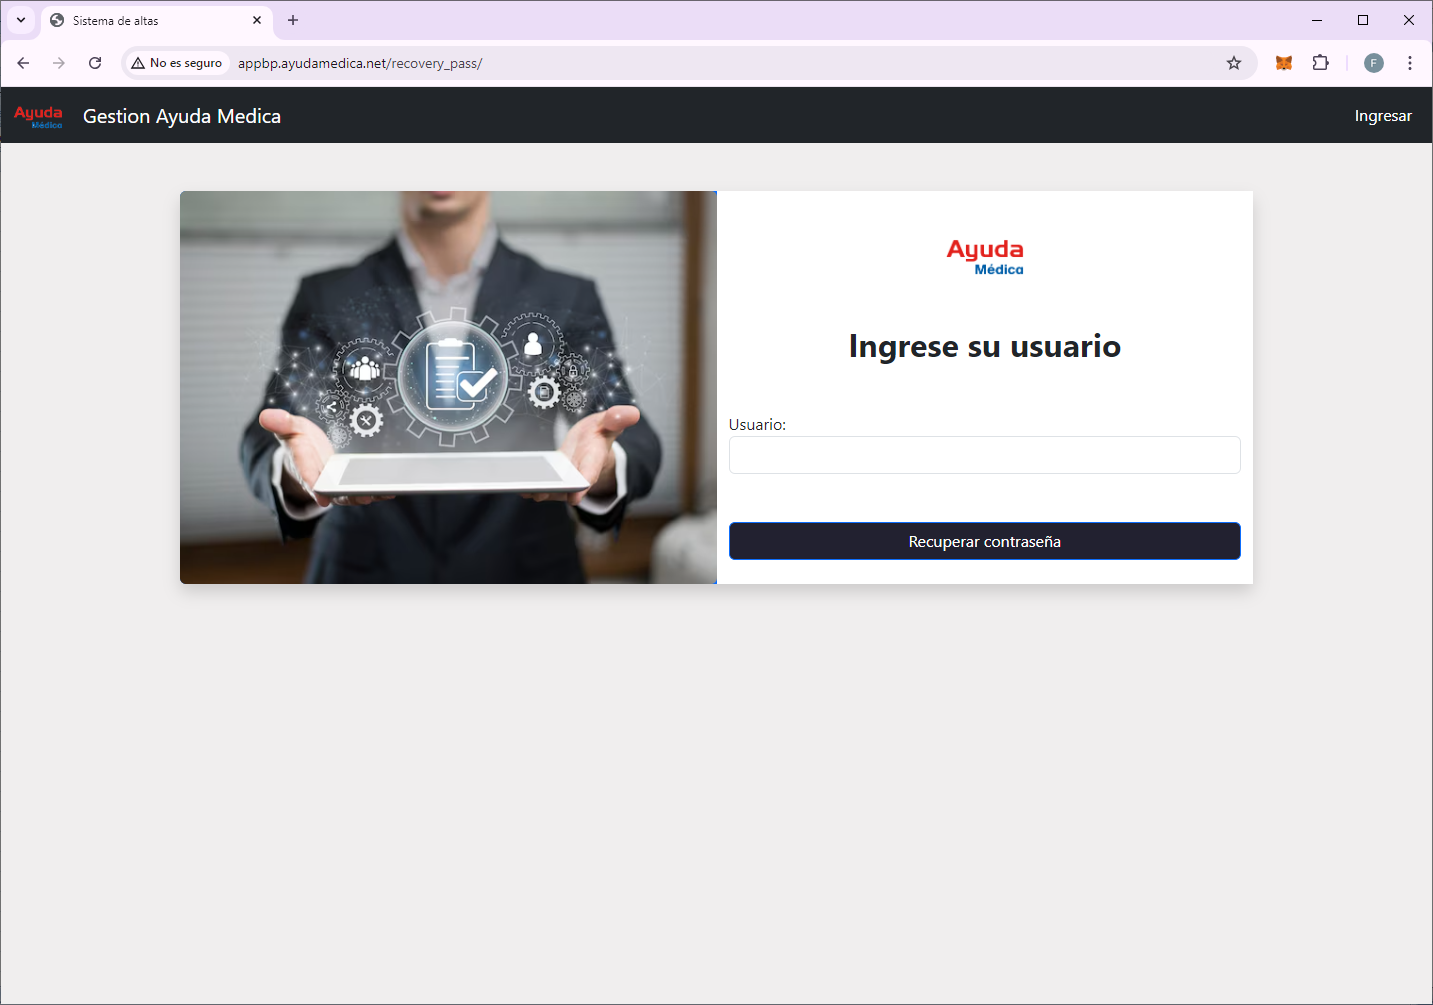 Sistema de altas
No es seguro
appbp.ayudamedica.net/recovery_pass/
F
Ayuda
Médica
Gestion Ayuda Medica
Ingresar
Ayuda
Médica
Ingrese su usuario
Usuario:
Recuperar contraseña